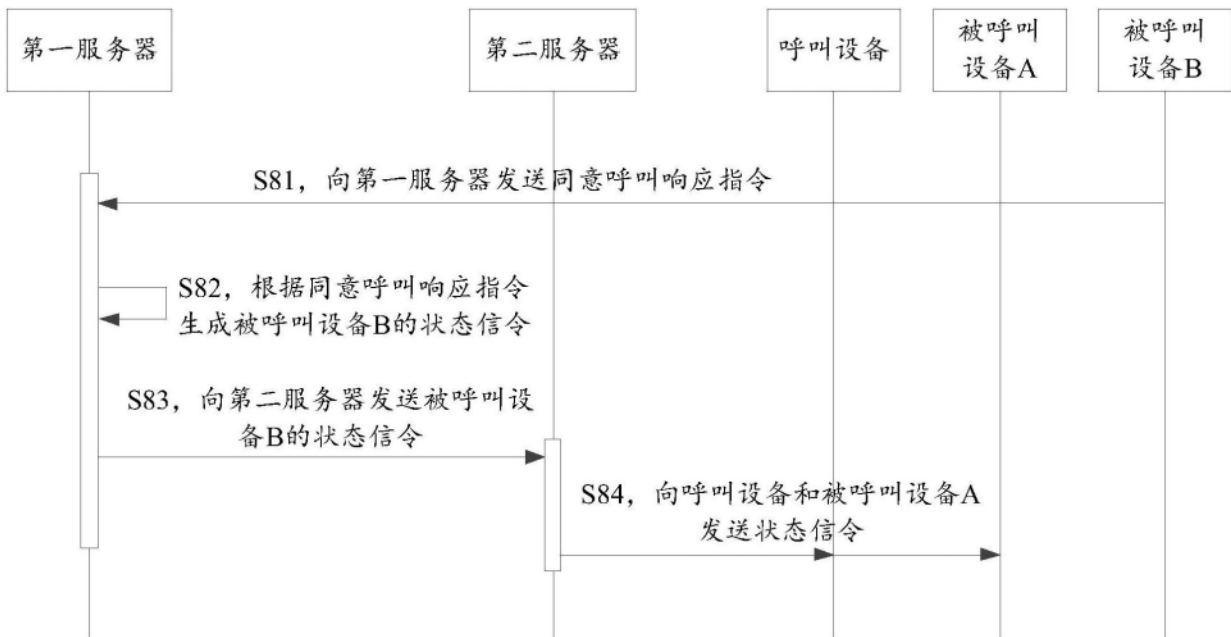 第一服务器
第二服务器
呼叫设备
被呼叫
设备A
被呼叫
设备B
S81，向第一服务器发送同意呼叫响应指令
S82，根据同意呼叫响应指令
生成被呼叫设备B的状态信令
S83，向第二服务器发送被呼叫设
备B的状态信令
S84，向呼叫设备和被呼叫设备A
发送状态信令